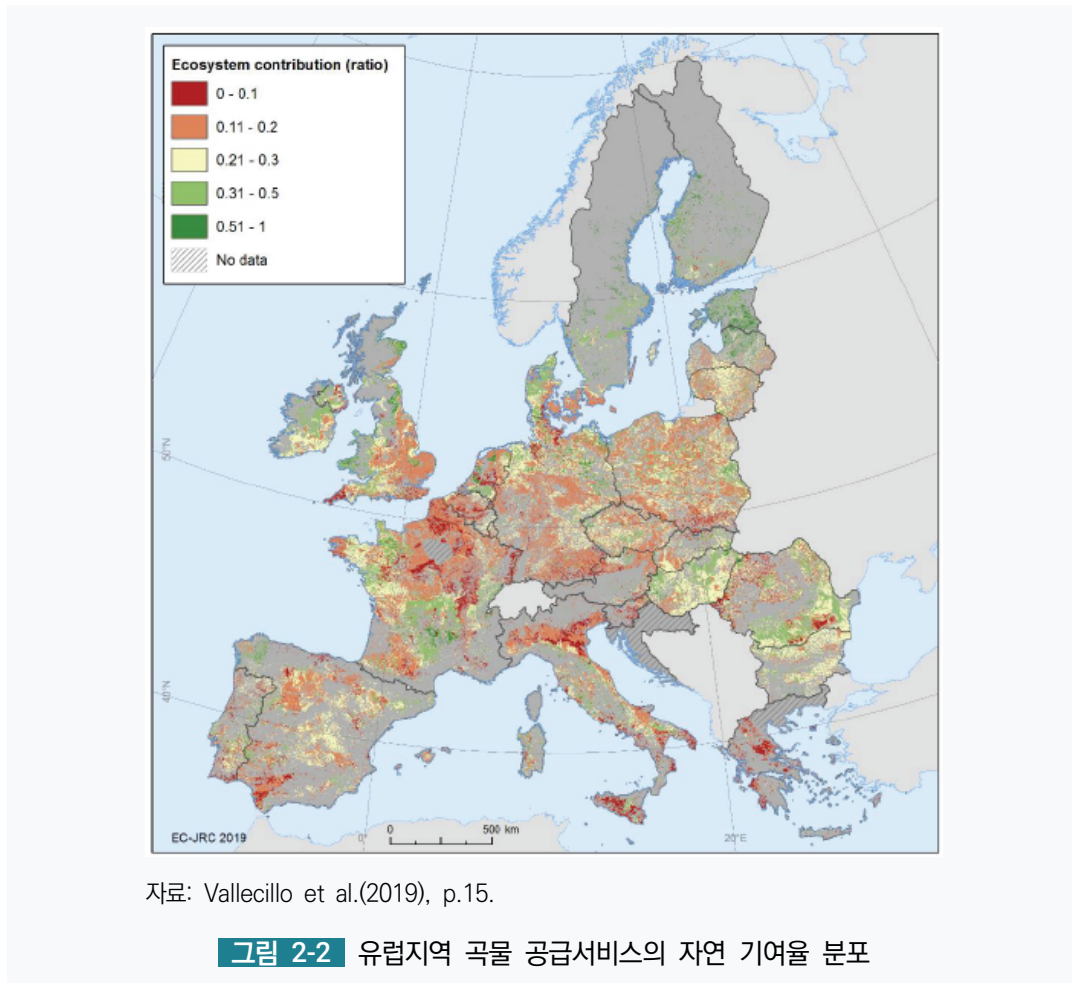 Ecosystem contribution (ratio)
0 - 0.1
0.11 - 0.2
0.21 - 0.3
0.31 - 0.5
0.51 - 1
No data
50°N
40°N
EC-JRC 2019
0°
0 500 km
20°E
자료: Vallecillo et al.(2019), p.15.
그림 2-2 유럽지역 곡물 공급서비스의 자연 기여율 분포